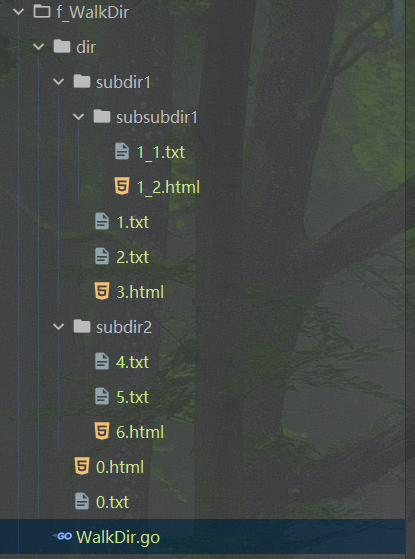 f_WalkDir
dir
subdir1
subsubdir1
1_1.txt
1_2.html
1.txt
2.txt
3.html
subdir2
4.txt
5.txt
6.html
0.html
0.txt
GO WalkDir.go